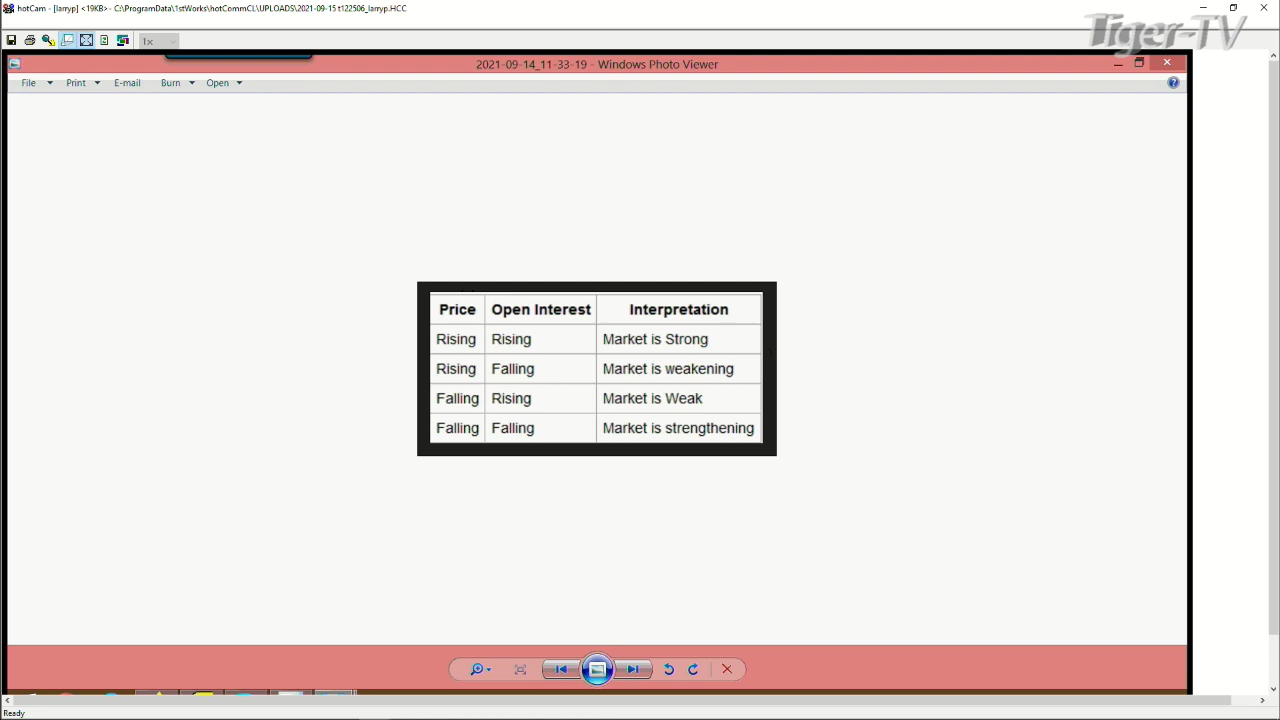 hotCam - [larryp] <19KB> - C:\ProgramData\1stWorks\hotCommCL\UPLOADS\2021-09-15 t122506_larryp.HCC
Tiger-TV
1x
2021-09-14_11-33-19 - Windows Photo Viewer
File Print E-mail Burn Open
Price Open Interest Interpretation
Rising Rising Market is Strong
Rising Falling Market is weakening
Falling Rising Market is Weak
Falling Falling Market is strengthening
Ready